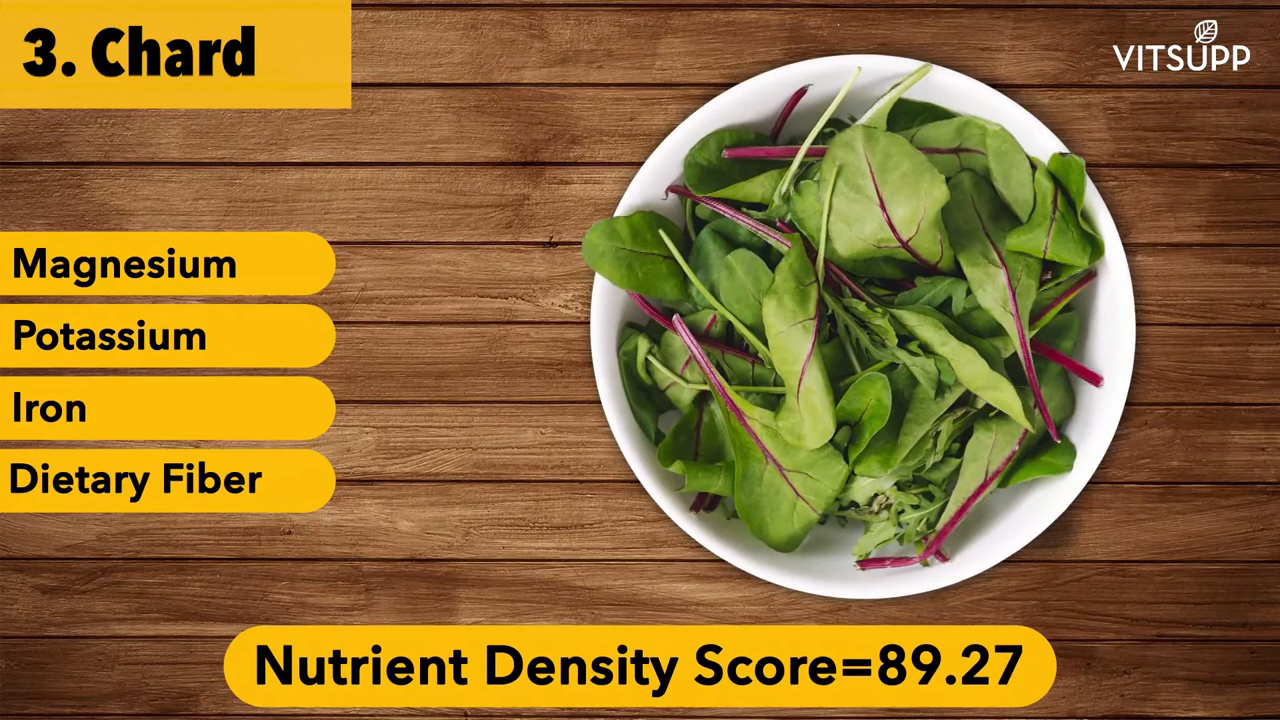 3. Chard
VITSUPP
Magnesium
Potassium
Iron
Dietary Fiber
Nutrient Density Score=89.27